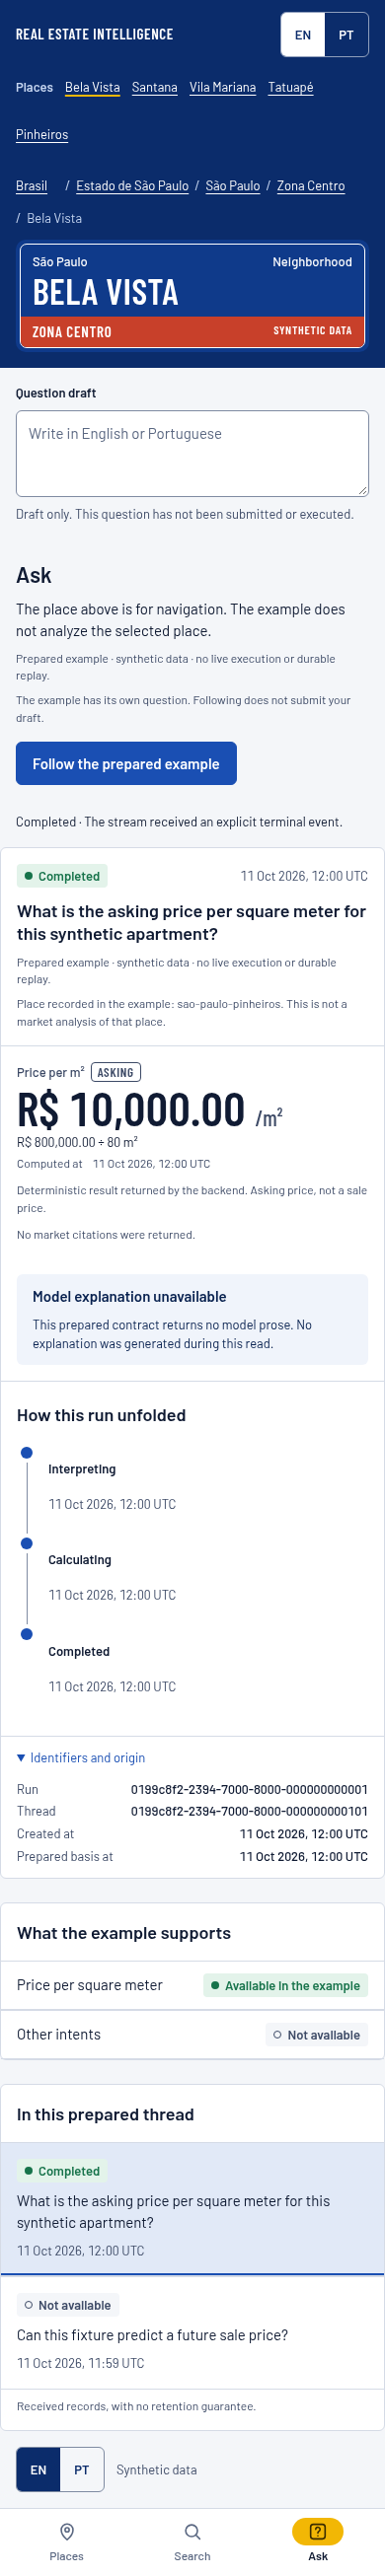 REAL ESTATE INTELLIGENCE
EN PT
Places Bela Vista Santana Vila Mariana Tatuapé
Pinheiros
Brasil / Estado de São Paulo / São Paulo / Zona Centro
/ Bela Vista
São Paulo Neighborhood
BELA VISTA
ZONA CENTRO SYNTHETIC DATA
Question draft
Write in English or Portuguese
Draft only. This question has not been submitted or executed.
Ask
The place above is for navigation. The example does
not analyze the selected place.
Prepared example · synthetic data · no live execution or durable
replay.
The example has its own question. Following does not submit your
draft.
Follow the prepared example
Completed · The stream received an explicit terminal event.
Completed 11 Oct 2026, 12:00 UTC
What is the asking price per square meter for
this synthetic apartment?
Prepared example · synthetic data · no live execution or durable
replay.
Place recorded in the example: sao-paulo-pinheiros. This is not a
market analysis of that place.
Price per m² ASKING
R$ 10,000.00 /m²
R$ 800,000.00 ÷ 80 m²
Computed at 11 Oct 2026, 12:00 UTC
Deterministic result returned by the backend. Asking price, not a sale
price.
No market citations were returned.
Model explanation unavailable
This prepared contract returns no model prose. No
explanation was generated during this read.
How this run unfolded
Interpreting
11 Oct 2026, 12:00 UTC
Calculating
11 Oct 2026, 12:00 UTC
Completed
11 Oct 2026, 12:00 UTC
▼ Identifiers and origin
Run 0199c8f2-2394-7000-8000-000000000001
Thread 0199c8f2-2394-7000-8000-000000000101
Created at 11 Oct 2026, 12:00 UTC
Prepared basis at 11 Oct 2026, 12:00 UTC
What the example supports
Price per square meter Available in the example
Other intents Not available
In this prepared thread
Completed
What is the asking price per square meter for this
synthetic apartment?
11 Oct 2026, 12:00 UTC
Not available
Can this fixture predict a future sale price?
11 Oct 2026, 11:59 UTC
Received records, with no retention guarantee.
EN PT Synthetic data
Places Search Ask